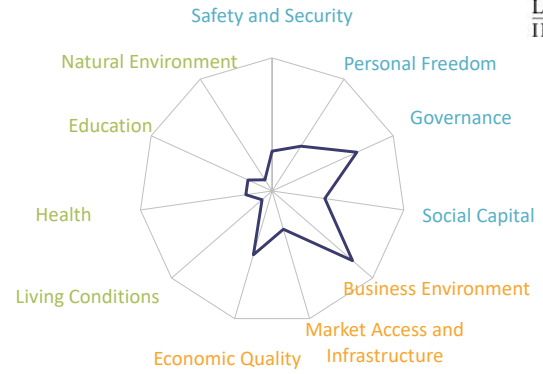 Safety and Security
Natural Environment
Personal Freedom
Education
Governance
Health
Social Capital
Living Conditions
Business Environment
Market Access and
Infrastructure
Economic Quality